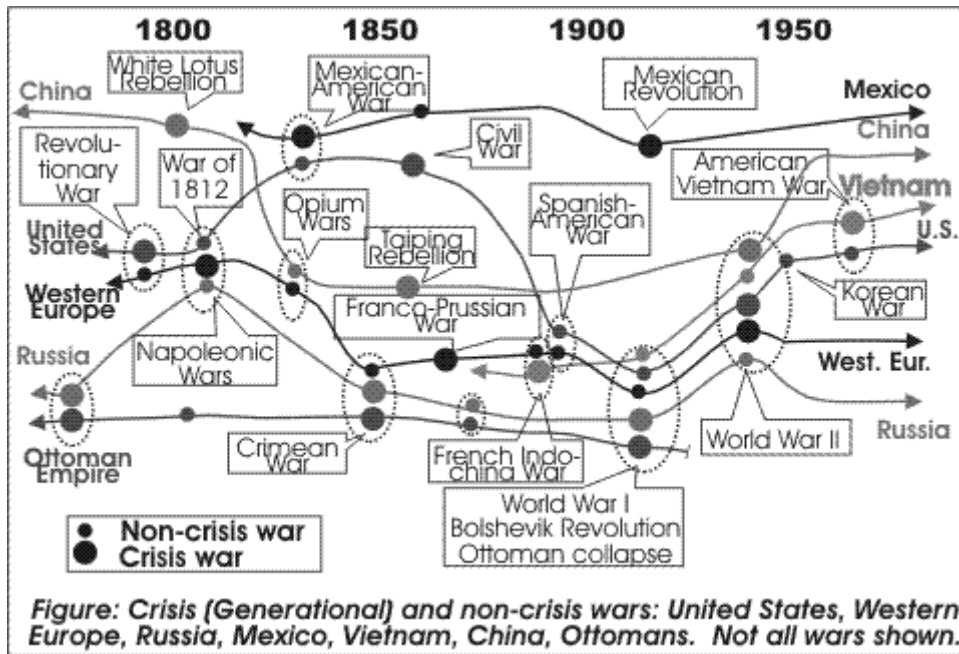 1800
1850
1900
1950
White Lotus
Rebellion
Mexican-
American
War
Mexican
Revolution
Mexico
China
China
Revolu-
tionary
War
War of
1812
Civil
War
American
Vietnam War
Vietnam
Opium
Wars
Spanish-
American
War
U.S.
United
States
Taiping
Rebellion
Western
Europe
Franco-Prussian
War
Korean
War
Russia
Napoleonic
Wars
West. Eur.
Crimean
War
French Indo-
china War
World War II
Russia
Ottoman
Empire
World War I
Bolshevik Revolution
Ottoman collapse
Non-crisis war
Crisis war
Figure: Crisis (Generational) and non-crisis wars: United States, Western
Europe, Russia, Mexico, Vietnam, China, Ottomans. Not all wars shown.